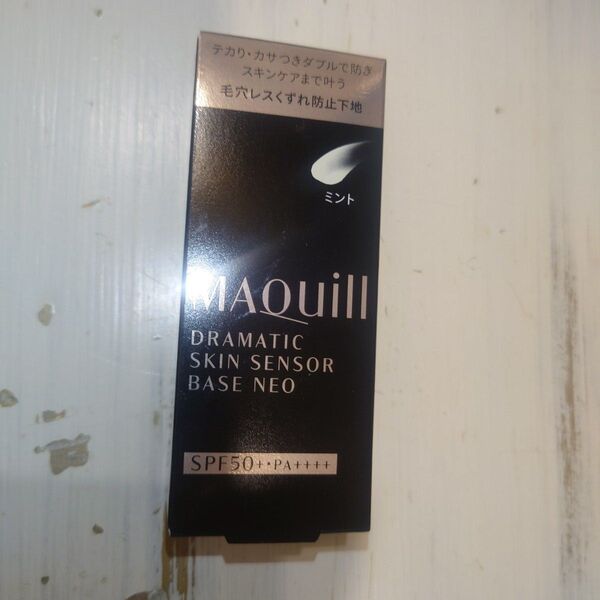 テカリ・カサつきダブルで防ぎ
スキンケアまで叶う
毛穴レスくずれ防止下地
ミント
MAQuill
DRAMATIC
SKIN SENSOR
BASE NEO
SPF50+・PA++++